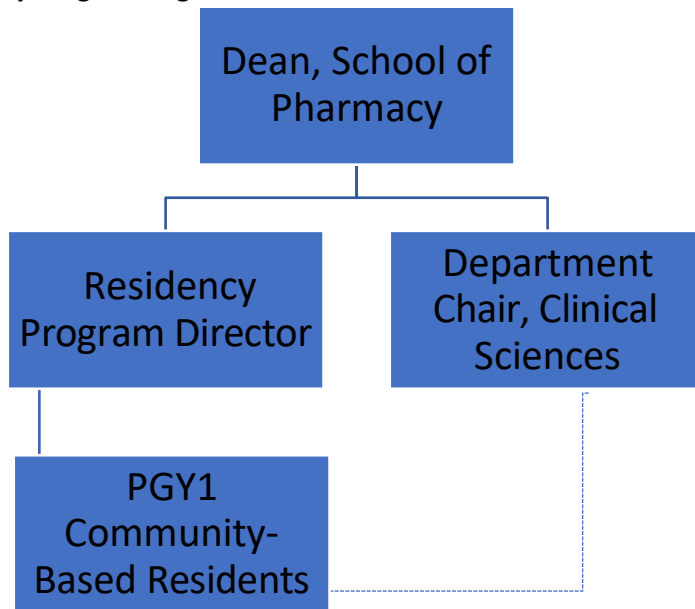 Dean, School of
Pharmacy
Residency
Program Director
Department
Chair, Clinical
Sciences
PGY1
Community-
Based Residents